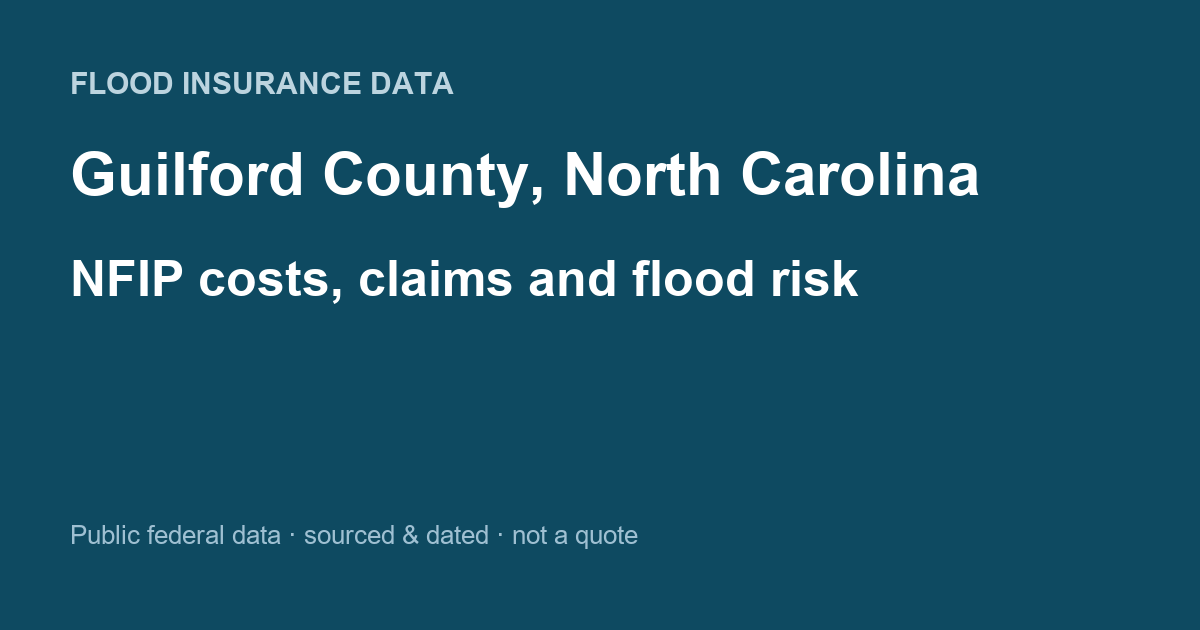 FLOOD INSURANCE DATA
Guilford County, North Carolina
NFIP costs, claims and flood risk
Public federal data · sourced & dated · not a quote